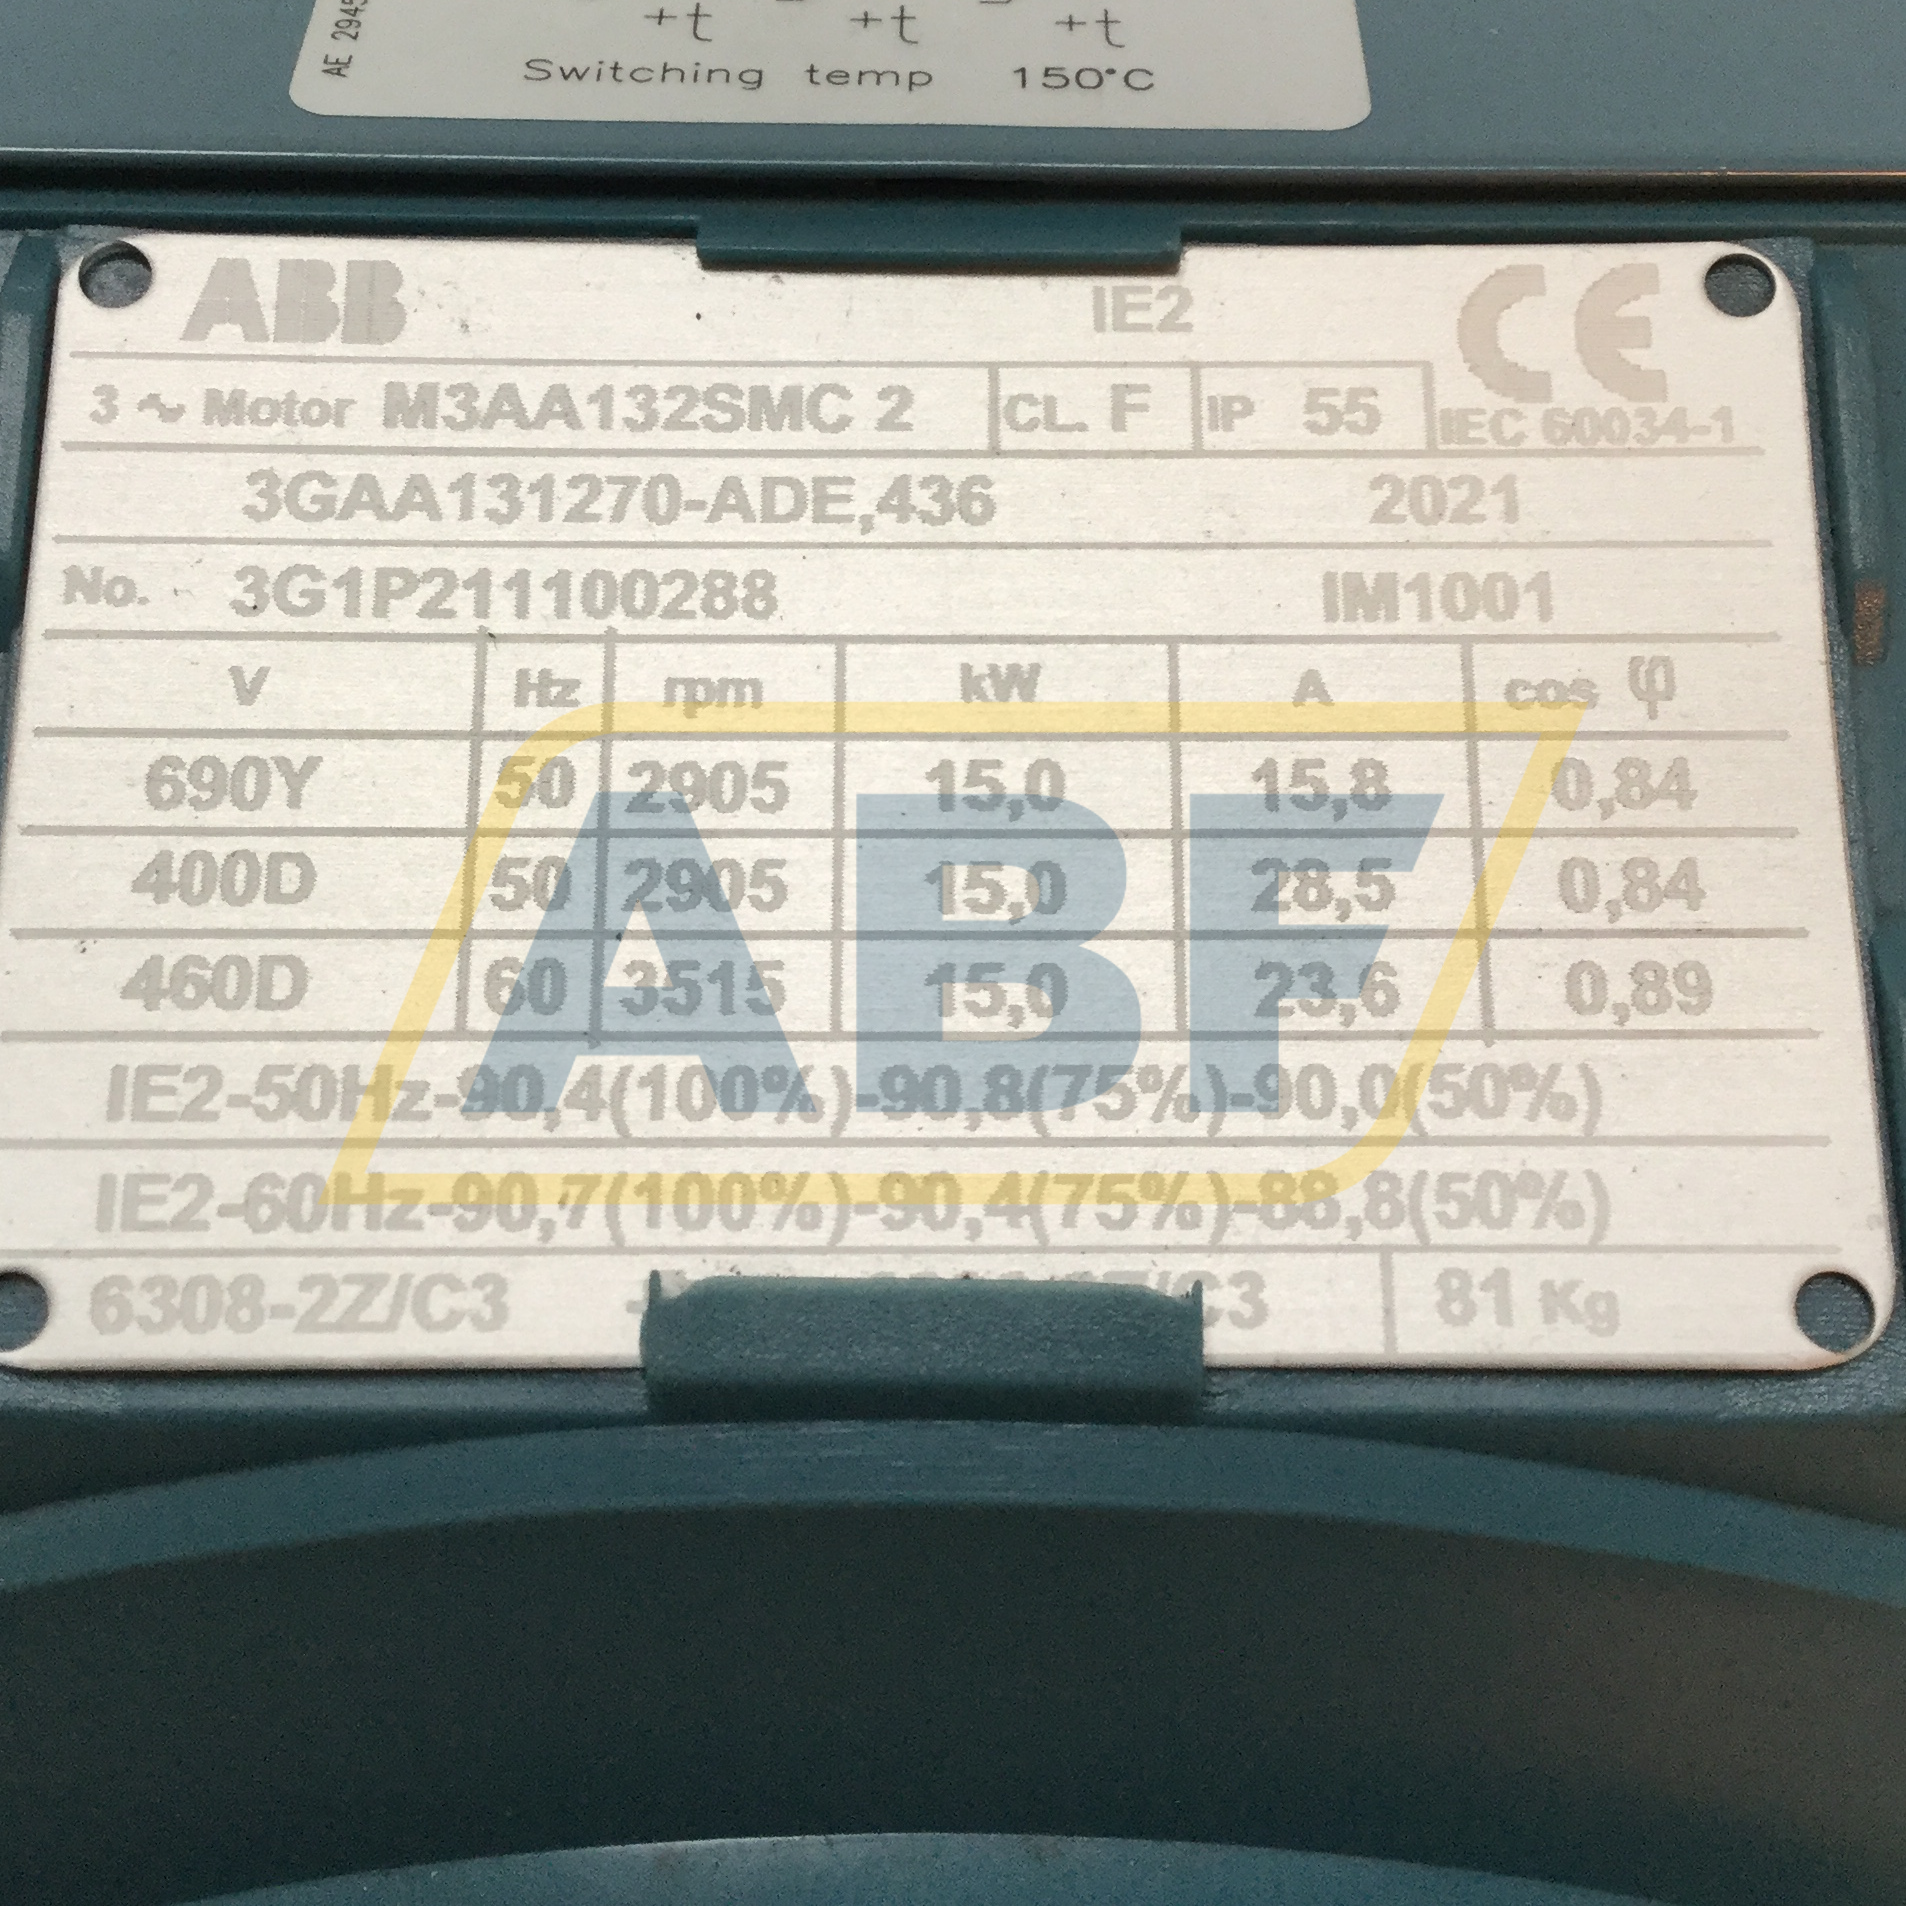 AE 2945
+t +t +t
Switching temp 150°C
ABB IE2 CE
3 ~ Motor M3AA132SMC 2 CL. F IP 55 IEC 60034-1
3GAA131270-ADE,436 2021
No. 3G1P211100288 IM1001
V Hz rpm kW A cos φ
690Y 50 2905 15,0 15,8 0,84
400D 50 2905 15,0 28,5 0,84
460D 60 3515 15,0 23,6 0,89
IE2-50Hz-90,4(100%)-90,8(75%)-90,0(50%)
IE2-60Hz-90,7(100%)-90,4(75%)-88,8(50%)
6308-2Z/C3 /C3 81 Kg
ABF